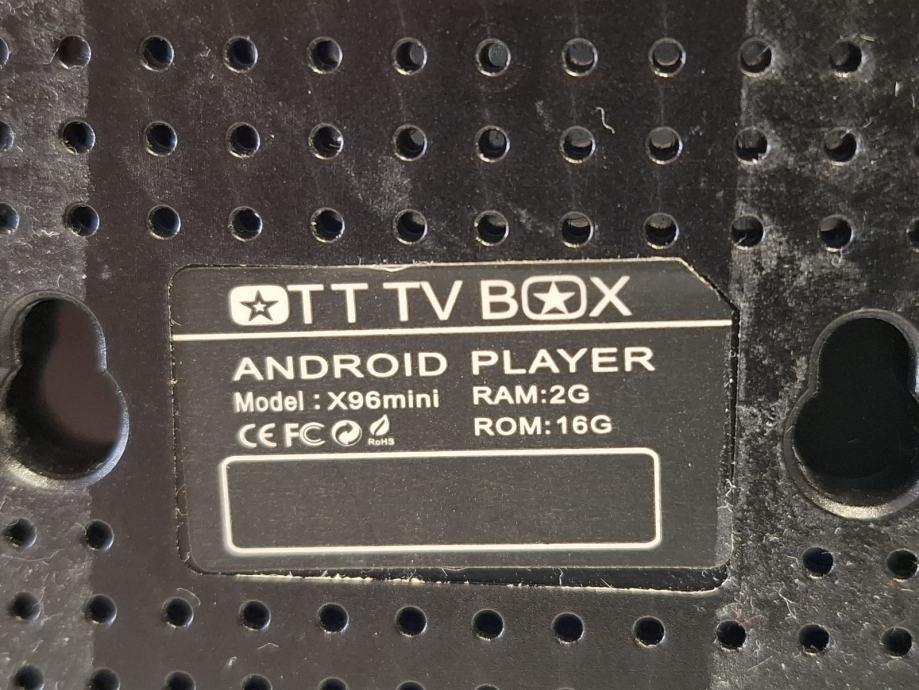 OTT TV BOX
ANDROID PLAYER
Model : X96mini RAM:2G
CE FC RoHS ROM:16G